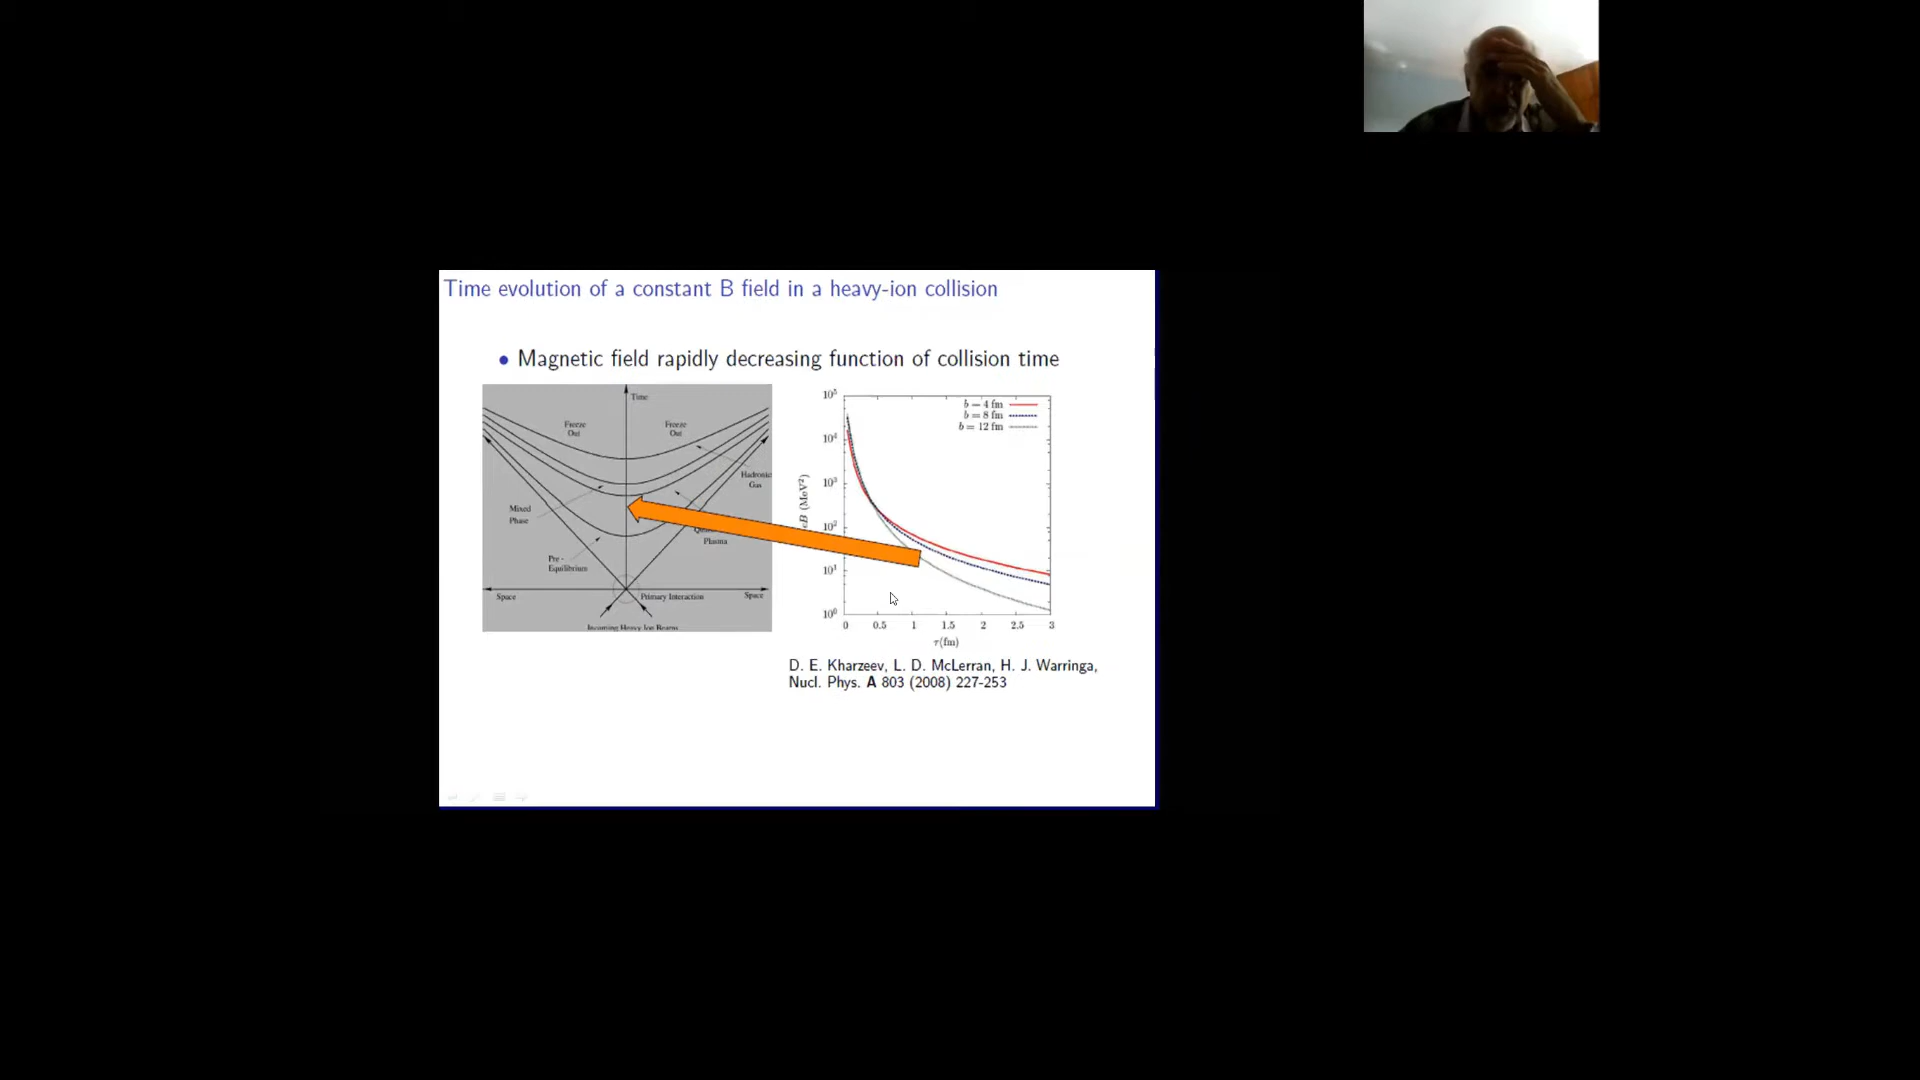 Time evolution of a constant B field in a heavy-ion collision
• Magnetic field rapidly decreasing function of collision time
Time
Freeze
Out
Freeze
Out
Hadronic
Gas
Mixed
Phase
Plasma
Pre -
Equilibrium
Space
Primary Interaction
Space
Incoming Heavy Ion Beams
b = 4 fm
b = 8 fm
b = 12 fm
10⁵
10⁴
10³
10²
10¹
10⁰
eB (MeV²)
0 0.5 1 1.5 2 2.5 3
τ(fm)
D. E. Kharzeev, L. D. McLerran, H. J. Warringa,
Nucl. Phys. A 803 (2008) 227-253